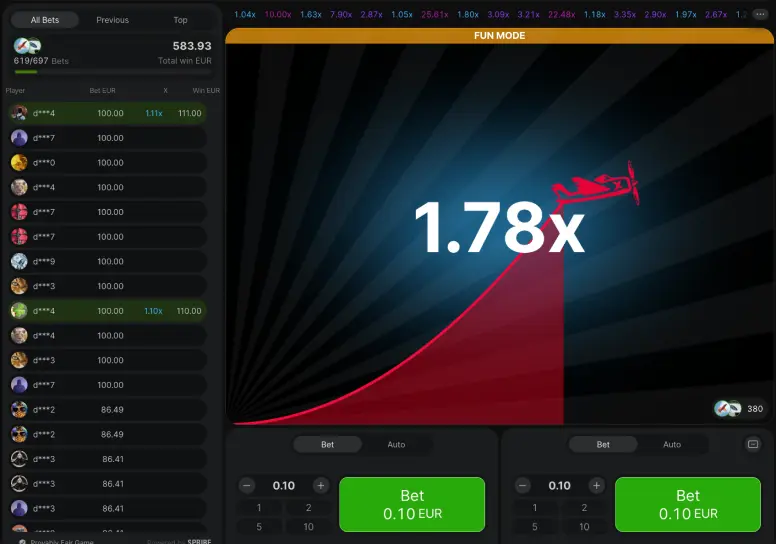 All Bets Previous Top
619/697 Bets
583.93
Total win EUR
Player Bet EUR X Win EUR
d***4 100.00 1.11x 111.00
d***7 100.00
d***0 100.00
d***4 100.00
d***7 100.00
d***7 100.00
d***9 100.00
d***3 100.00
d***4 100.00 1.10x 110.00
d***4 100.00
d***3 100.00
d***7 100.00
d***2 86.49
d***2 86.49
d***3 86.41
d***3 86.41
d***3 86.41
Provably Fair Game Powered by SPRIBE
1.04x 10.00x 1.63x 7.90x 2.87x 1.05x 25.61x 1.80x 3.09x 3.21x 22.48x 1.18x 3.35x 2.90x 1.97x 2.67x
FUN MODE
1.78x
380
Bet Auto
0.10
1 2
5 10
Bet
0.10 EUR
Bet Auto
0.10
1 2
5 10
Bet
0.10 EUR